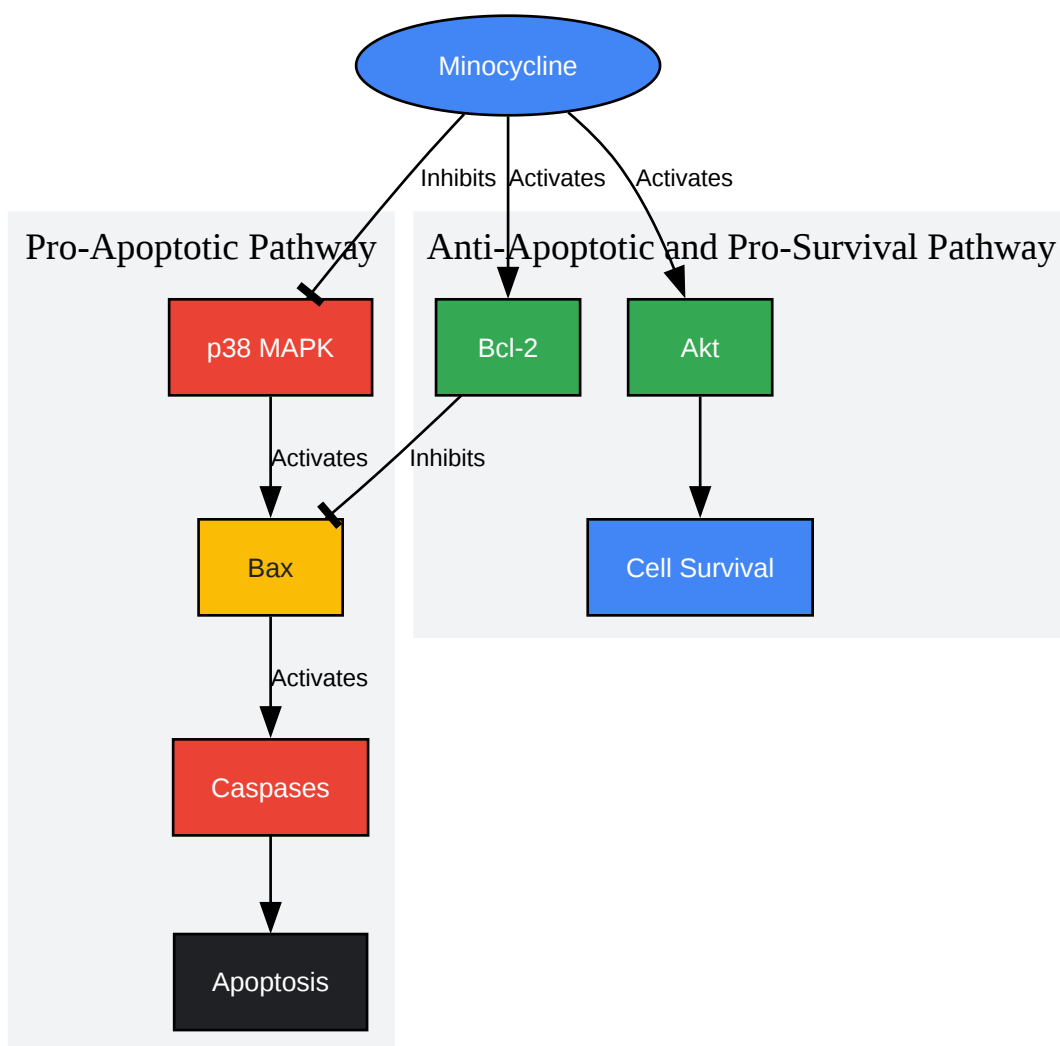 Minocycline
Inhibits
Activates
Activates
Pro-Apoptotic Pathway
Anti-Apoptotic and Pro-Survival Pathway
p38 MAPK
Bcl-2
Akt
Activates
Inhibits
Bax
Cell Survival
Activates
Caspases
Apoptosis